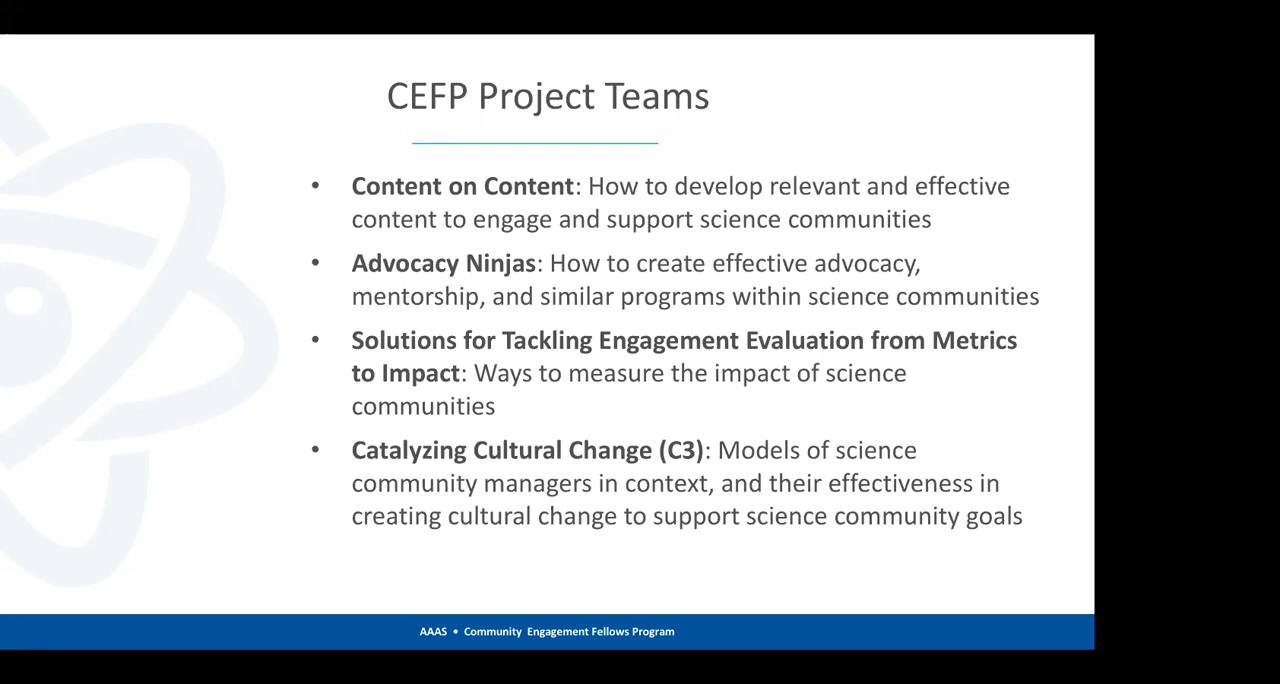 CEFP Project Teams
• Content on Content: How to develop relevant and effective
content to engage and support science communities
• Advocacy Ninjas: How to create effective advocacy,
mentorship, and similar programs within science communities
• Solutions for Tackling Engagement Evaluation from Metrics
to Impact: Ways to measure the impact of science
communities
• Catalyzing Cultural Change (C3): Models of science
community managers in context, and their effectiveness in
creating cultural change to support science community goals
AAAS • Community Engagement Fellows Program